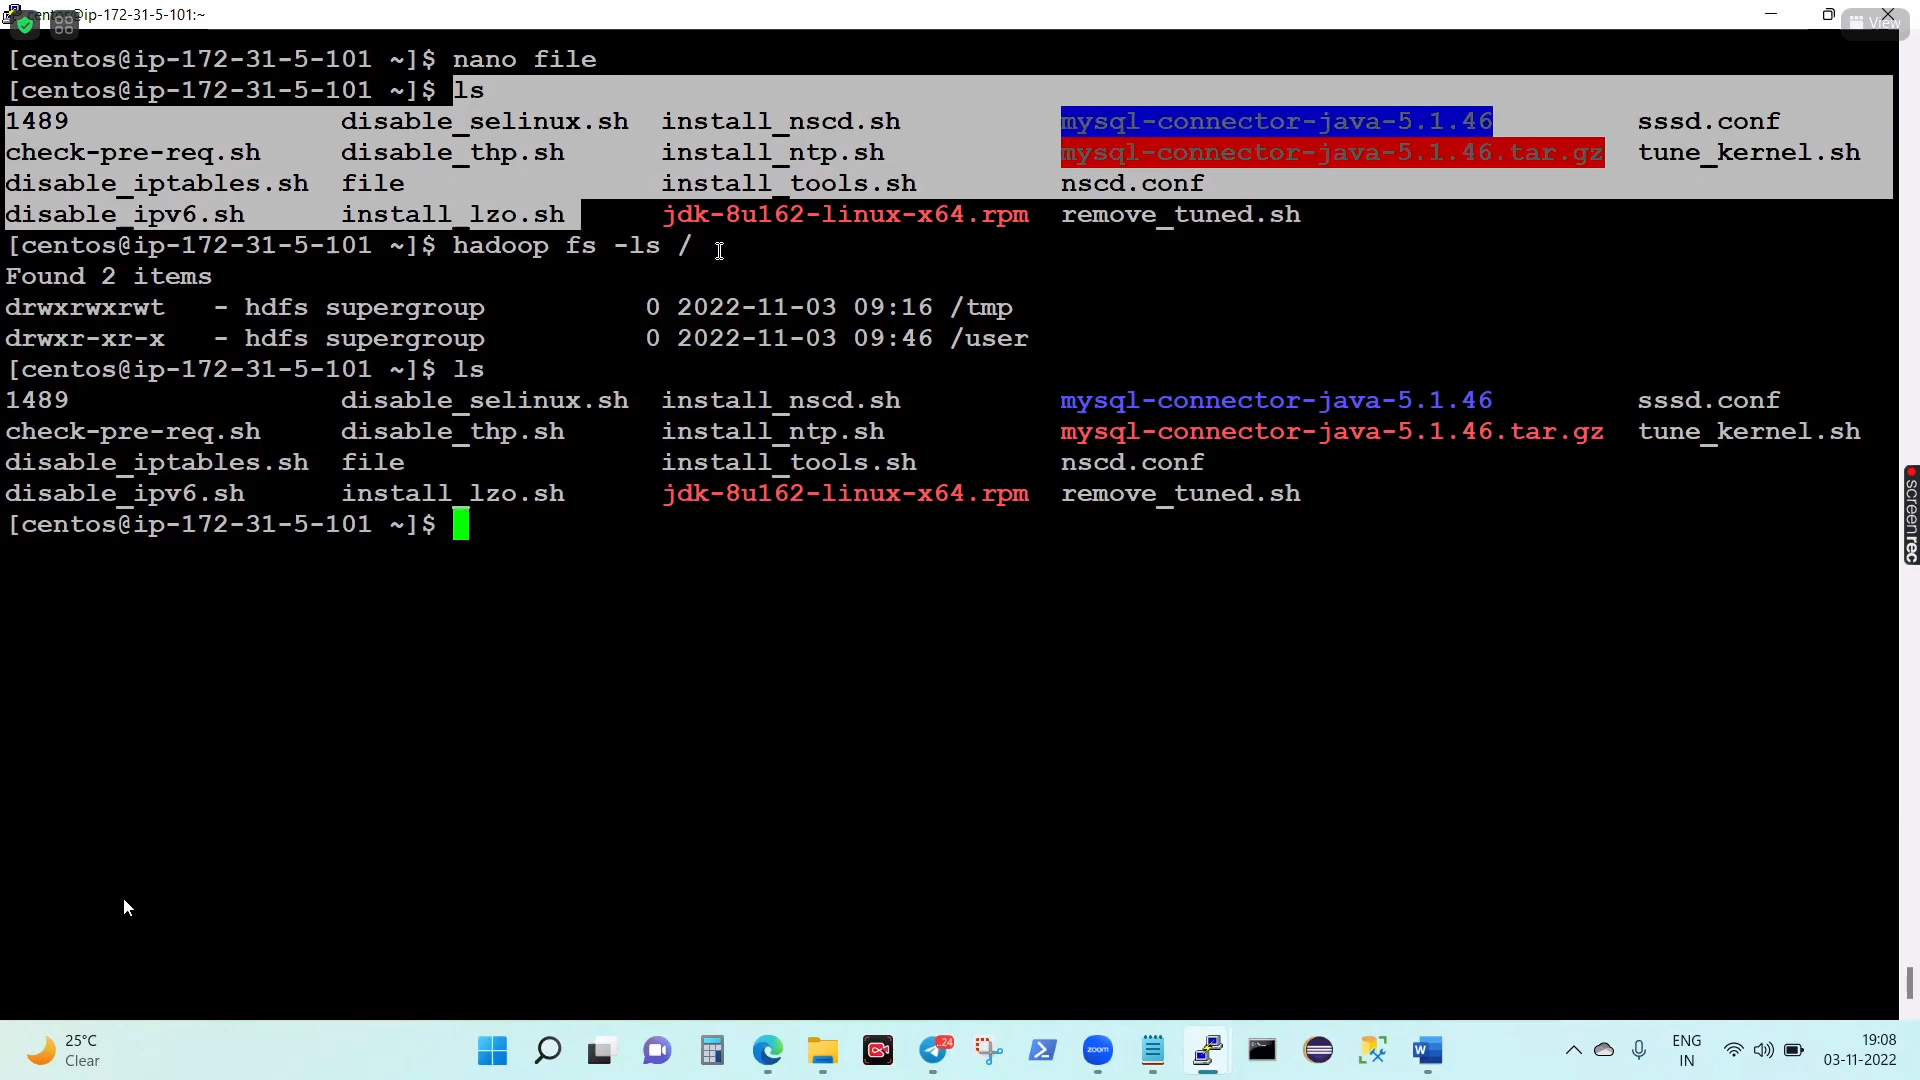 centos@ip-172-31-5-101:~
View
[centos@ip-172-31-5-101 ~]$ nano file
[centos@ip-172-31-5-101 ~]$ ls
1489 disable_selinux.sh install_nscd.sh mysql-connector-java-5.1.46 sssd.conf
check-pre-req.sh disable_thp.sh install_ntp.sh mysql-connector-java-5.1.46.tar.gz tune_kernel.sh
disable_iptables.sh file install_tools.sh nscd.conf
disable_ipv6.sh install_lzo.sh jdk-8u162-linux-x64.rpm remove_tuned.sh
[centos@ip-172-31-5-101 ~]$ hadoop fs -ls /
Found 2 items
drwxrwxrwt - hdfs supergroup 0 2022-11-03 09:16 /tmp
drwxr-xr-x - hdfs supergroup 0 2022-11-03 09:46 /user
[centos@ip-172-31-5-101 ~]$ ls
1489 disable_selinux.sh install_nscd.sh mysql-connector-java-5.1.46 sssd.conf
check-pre-req.sh disable_thp.sh install_ntp.sh mysql-connector-java-5.1.46.tar.gz tune_kernel.sh
disable_iptables.sh file install_tools.sh nscd.conf
disable_ipv6.sh install_lzo.sh jdk-8u162-linux-x64.rpm remove_tuned.sh
[centos@ip-172-31-5-101 ~]$
screenrec
25°C
Clear
24
zoom
ENG
IN
19:08
03-11-2022